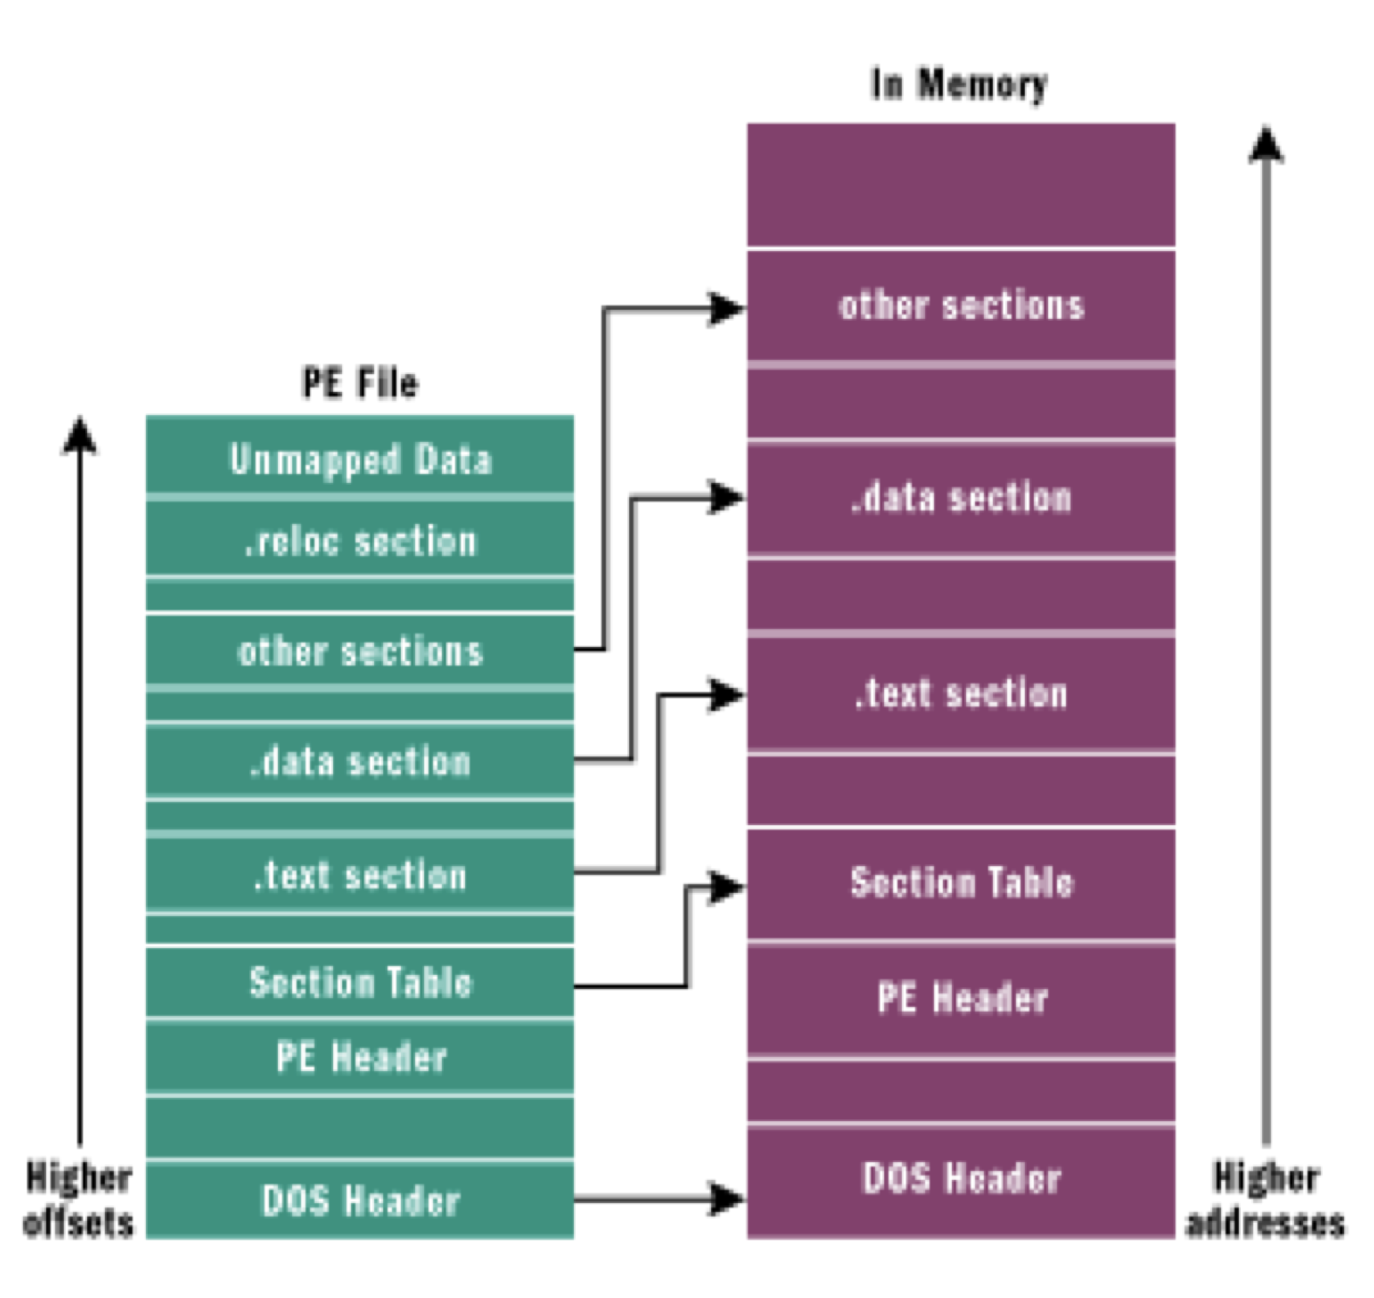 In Memory
other sections
.data section
.text section
Section Table
PE Header
DOS Header
PE File
Unmapped Data
.reloc section
other sections
.data section
.text section
Section Table
PE Header
DOS Header
Higher
offsets
Higher
addresses